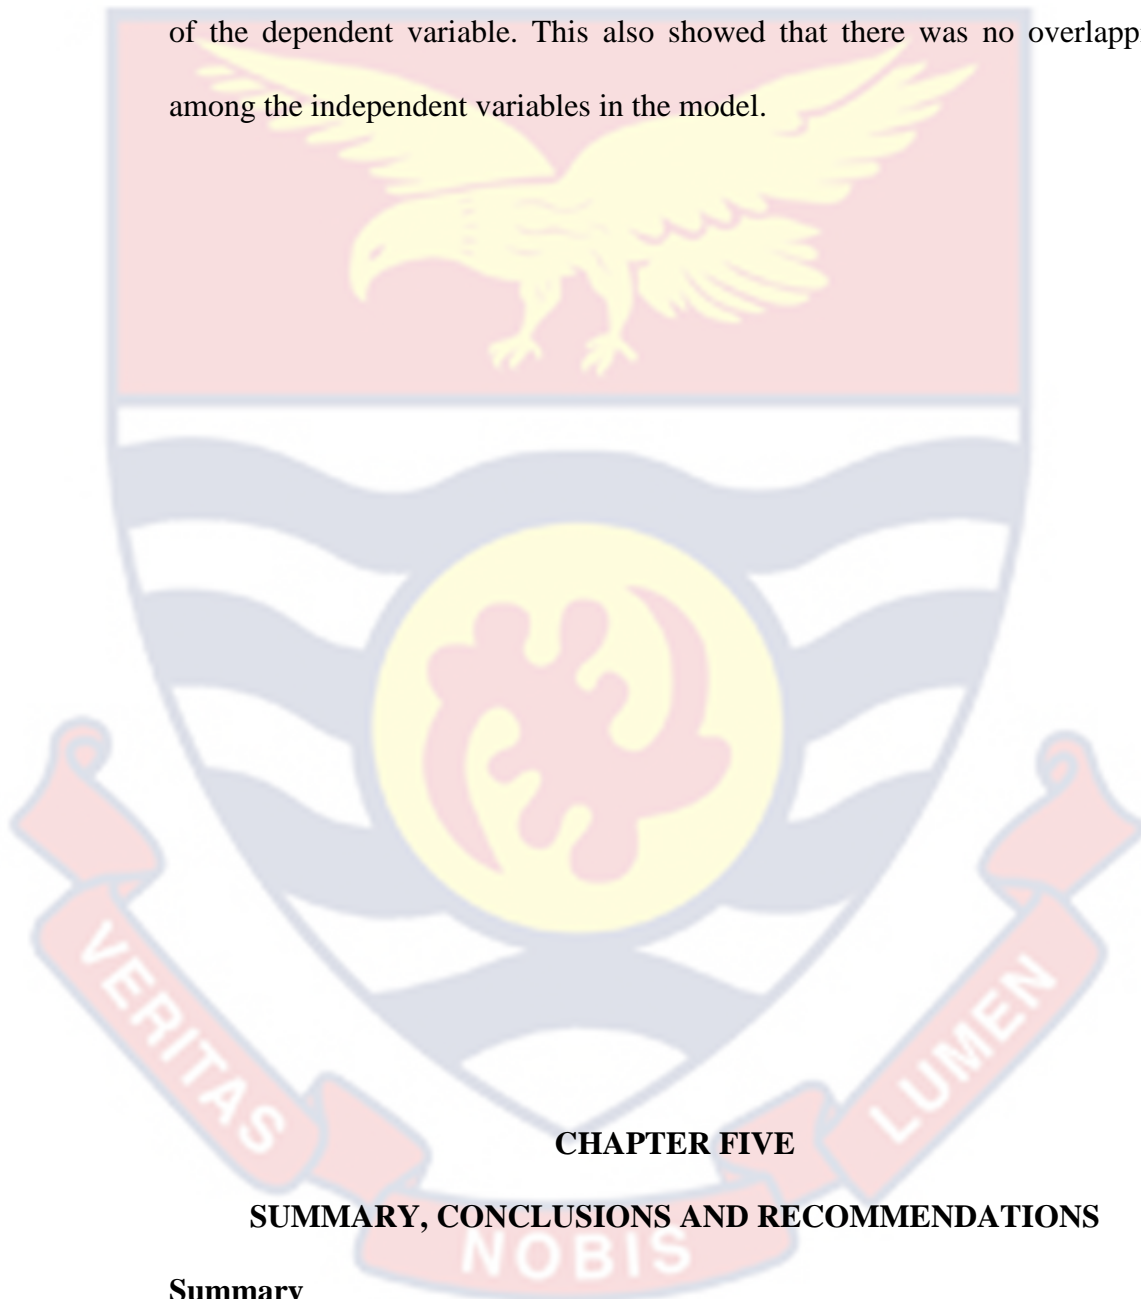 of the dependent variable. This also showed that there was no
among the independent variables in the model.
CHAPTER FIVE
SUMMARY, CONCLUSIONS AND RECOMMENDATIONS
Summary
VERITAS
NOBIS
LUMEN